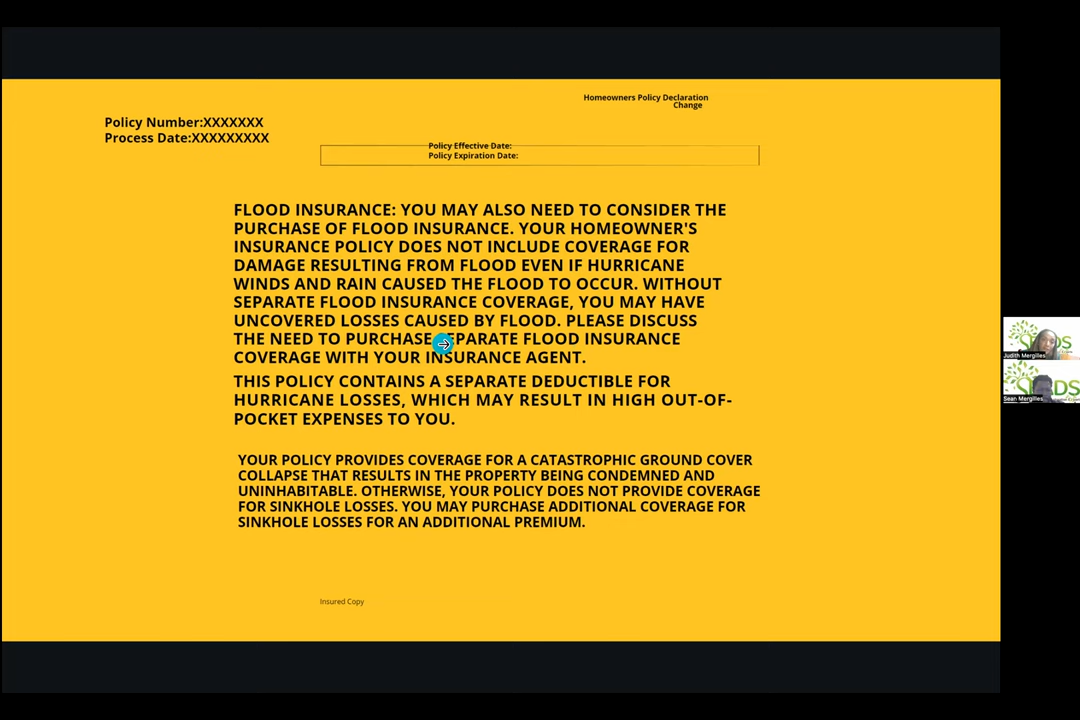 Homeowners Policy Declaration
Change
Policy Number:XXXXXXX
Process Date:XXXXXXXXX
Policy Effective Date:
Policy Expiration Date:
FLOOD INSURANCE: YOU MAY ALSO NEED TO CONSIDER THE
PURCHASE OF FLOOD INSURANCE. YOUR HOMEOWNER'S
INSURANCE POLICY DOES NOT INCLUDE COVERAGE FOR
DAMAGE RESULTING FROM FLOOD EVEN IF HURRICANE
WINDS AND RAIN CAUSED THE FLOOD TO OCCUR. WITHOUT
SEPARATE FLOOD INSURANCE COVERAGE, YOU MAY HAVE
UNCOVERED LOSSES CAUSED BY FLOOD. PLEASE DISCUSS
THE NEED TO PURCHASE SEPARATE FLOOD INSURANCE
COVERAGE WITH YOUR INSURANCE AGENT.
THIS POLICY CONTAINS A SEPARATE DEDUCTIBLE FOR
HURRICANE LOSSES, WHICH MAY RESULT IN HIGH OUT-OF-
POCKET EXPENSES TO YOU.
YOUR POLICY PROVIDES COVERAGE FOR A CATASTROPHIC GROUND COVER
COLLAPSE THAT RESULTS IN THE PROPERTY BEING CONDEMNED AND
UNINHABITABLE. OTHERWISE, YOUR POLICY DOES NOT PROVIDE COVERAGE
FOR SINKHOLE LOSSES. YOU MAY PURCHASE ADDITIONAL COVERAGE FOR
SINKHOLE LOSSES FOR AN ADDITIONAL PREMIUM.
Insured Copy
Judith Mergilles
Sean Mergilles